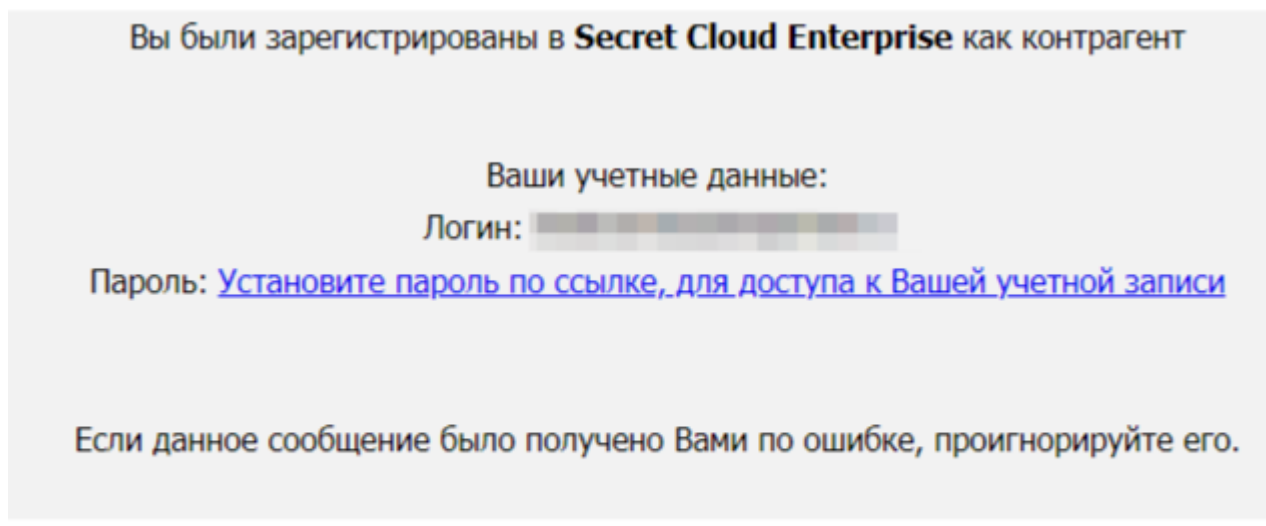 Вы были зарегистрированы в Secret Cloud Enterprise как контрагент
Ваши учетные данные:
Логин:
Пароль: Установите пароль по ссылке, для доступа к Вашей учетной записи
Если данное сообщение было получено Вами по ошибке, проигнорируйте его.